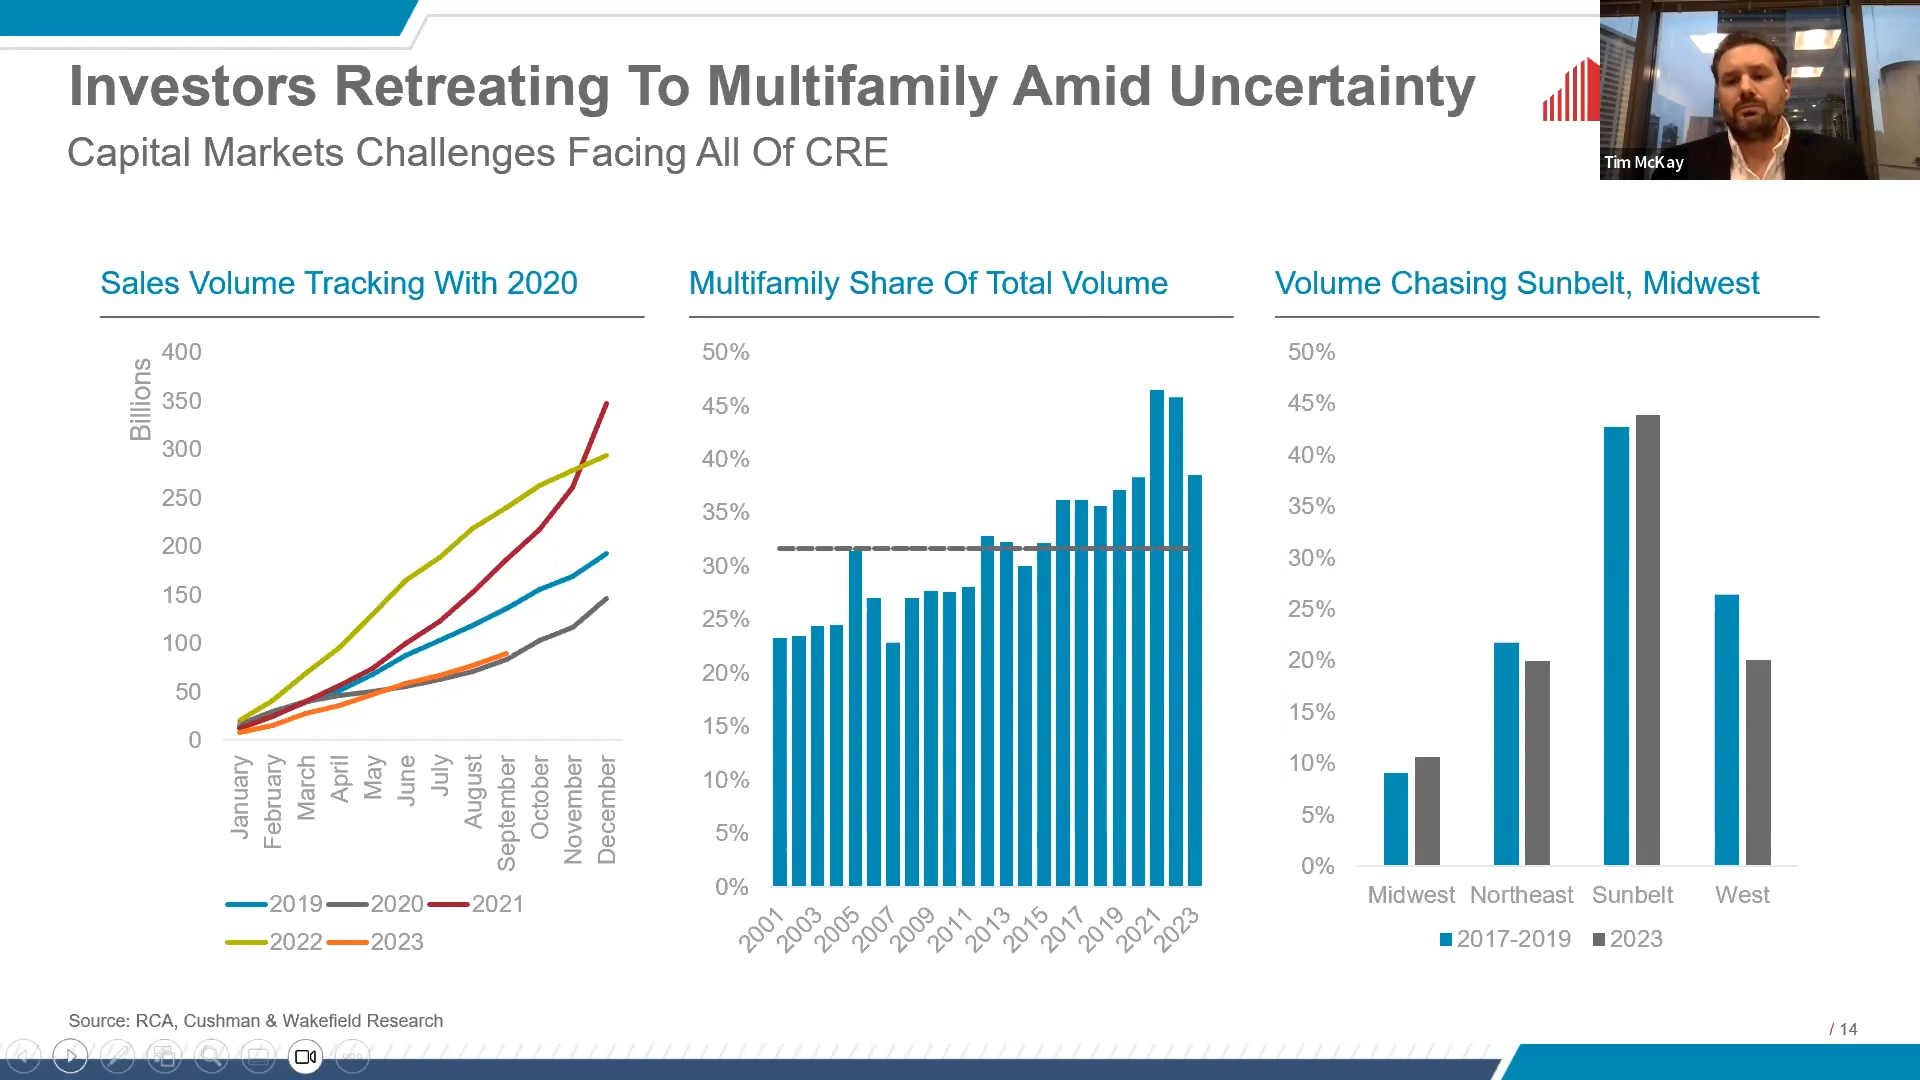 Investors Retreating To Multifamily Amid Uncertainty
Capital Markets Challenges Facing All Of CRE
Tim McKay
Sales Volume Tracking With 2020
Billions
400
350
300
250
200
150
100
50
0
January
February
March
April
May
June
July
August
September
October
November
December
2019 2020 2021
2022 2023
Multifamily Share Of Total Volume
50%
45%
40%
35%
30%
25%
20%
15%
10%
5%
0%
2001
2003
2005
2007
2009
2011
2013
2015
2017
2019
2021
2023
Volume Chasing Sunbelt, Midwest
50%
45%
40%
35%
30%
25%
20%
15%
10%
5%
0%
Midwest Northeast Sunbelt West
2017-2019 2023
Source: RCA, Cushman & Wakefield Research
/ 14